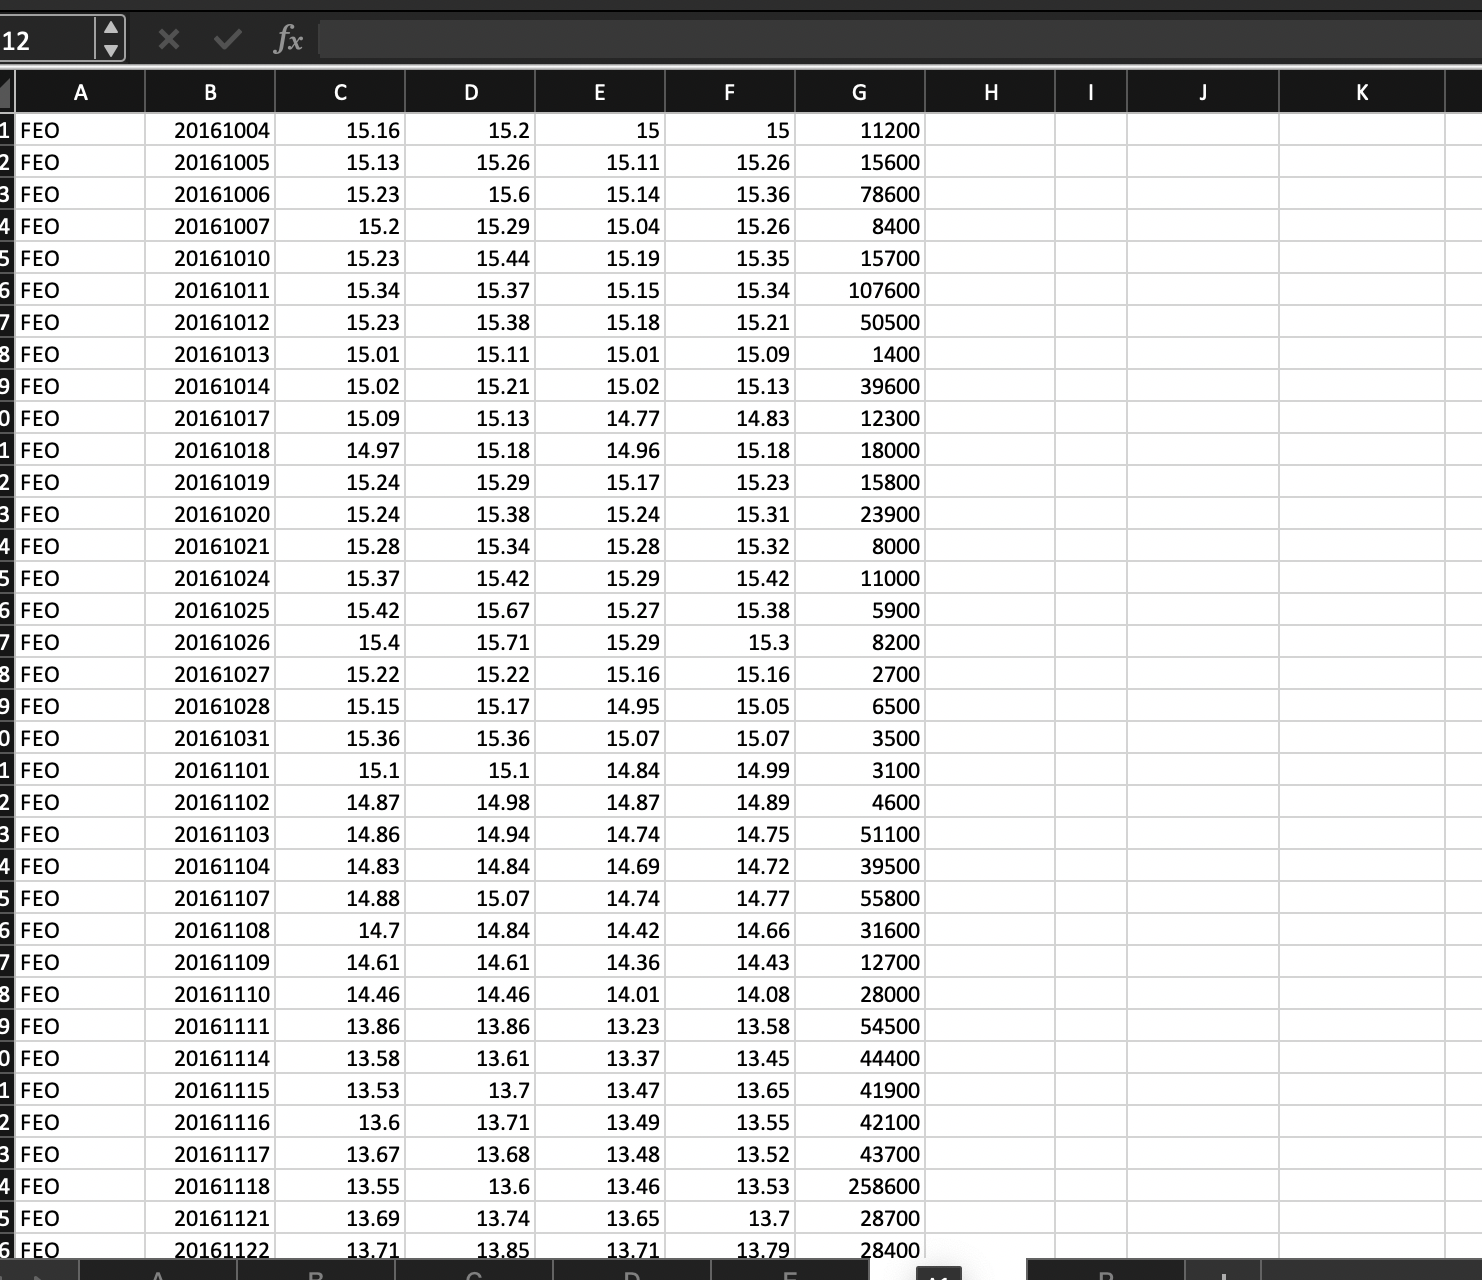 12 fx
A B C D E F G H I J K
1 FEO 20161004 15.16 15.2 15 15 11200
2 FEO 20161005 15.13 15.26 15.11 15.26 15600
3 FEO 20161006 15.23 15.6 15.14 15.36 78600
4 FEO 20161007 15.2 15.29 15.04 15.26 8400
5 FEO 20161010 15.23 15.44 15.19 15.35 15700
6 FEO 20161011 15.34 15.37 15.15 15.34 107600
7 FEO 20161012 15.23 15.38 15.18 15.21 50500
8 FEO 20161013 15.01 15.11 15.01 15.09 1400
9 FEO 20161014 15.02 15.21 15.02 15.13 39600
0 FEO 20161017 15.09 15.13 14.77 14.83 12300
1 FEO 20161018 14.97 15.18 14.96 15.18 18000
2 FEO 20161019 15.24 15.29 15.17 15.23 15800
3 FEO 20161020 15.24 15.38 15.24 15.31 23900
4 FEO 20161021 15.28 15.34 15.28 15.32 8000
5 FEO 20161024 15.37 15.42 15.29 15.42 11000
6 FEO 20161025 15.42 15.67 15.27 15.38 5900
7 FEO 20161026 15.4 15.71 15.29 15.3 8200
8 FEO 20161027 15.22 15.22 15.16 15.16 2700
9 FEO 20161028 15.15 15.17 14.95 15.05 6500
0 FEO 20161031 15.36 15.36 15.07 15.07 3500
1 FEO 20161101 15.1 15.1 14.84 14.99 3100
2 FEO 20161102 14.87 14.98 14.87 14.89 4600
3 FEO 20161103 14.86 14.94 14.74 14.75 51100
4 FEO 20161104 14.83 14.84 14.69 14.72 39500
5 FEO 20161107 14.88 15.07 14.74 14.77 55800
6 FEO 20161108 14.7 14.84 14.42 14.66 31600
7 FEO 20161109 14.61 14.61 14.36 14.43 12700
8 FEO 20161110 14.46 14.46 14.01 14.08 28000
9 FEO 20161111 13.86 13.86 13.23 13.58 54500
0 FEO 20161114 13.58 13.61 13.37 13.45 44400
1 FEO 20161115 13.53 13.7 13.47 13.65 41900
2 FEO 20161116 13.6 13.71 13.49 13.55 42100
3 FEO 20161117 13.67 13.68 13.48 13.52 43700
4 FEO 20161118 13.55 13.6 13.46 13.53 258600
5 FEO 20161121 13.69 13.74 13.65 13.7 28700
6 FEO 20161122 13.71 13.85 13.71 13.79 28400